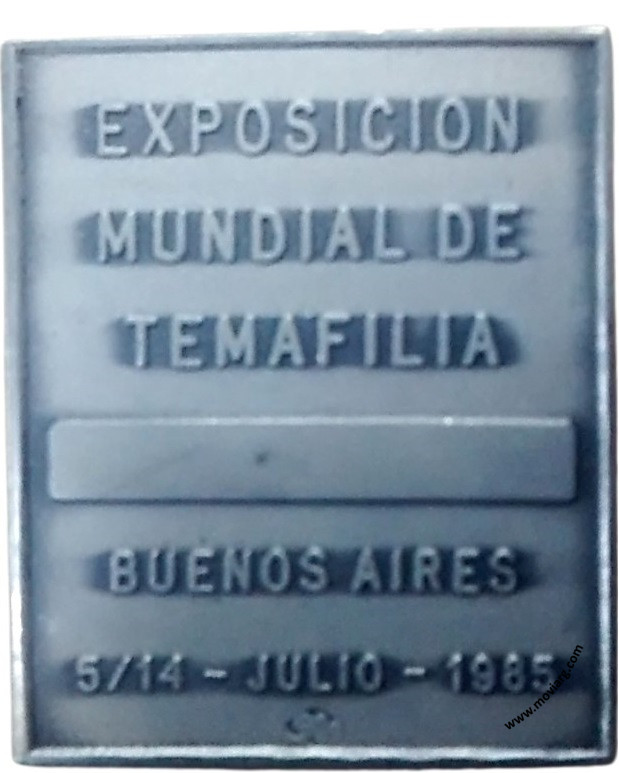 EXPOSICION
MUNDIAL DE
TEMAFILIA
BUENOS AIRES
5/14 - JULIO - 1985
www.moviarg.com